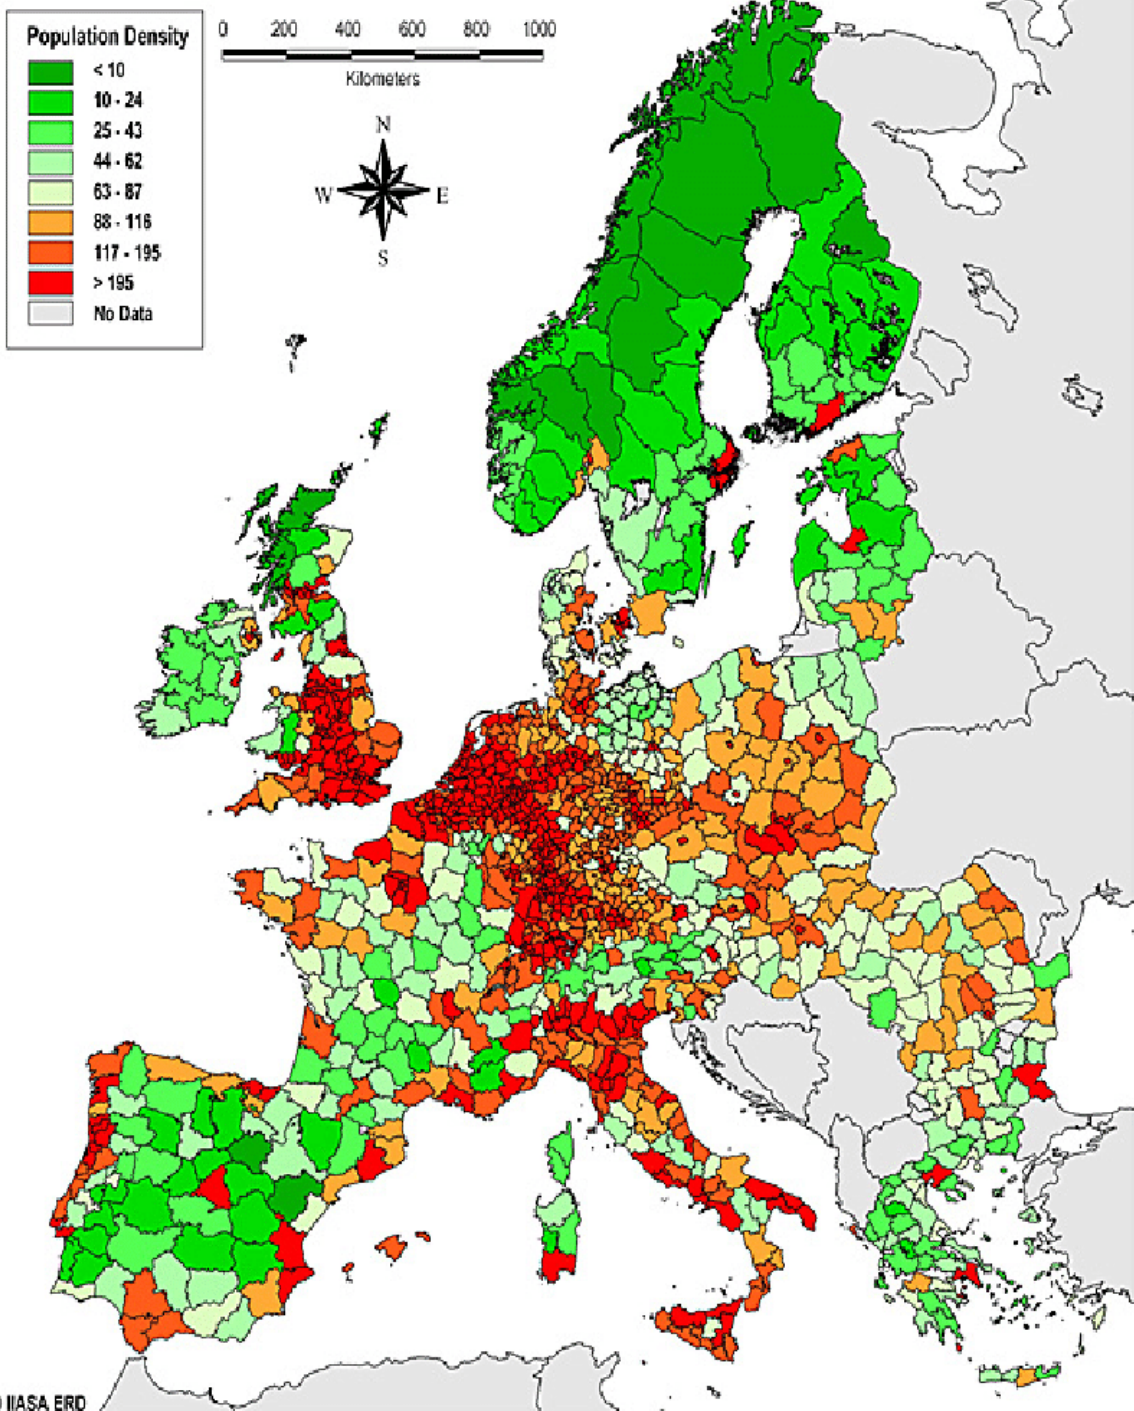 Population Density
< 10
10 - 24
25 - 43
44 - 62
63 - 87
88 - 116
117 - 195
> 195
No Data
0 200 400 600 800 1000
Kilometers
N
W E
S
IIASA ERD